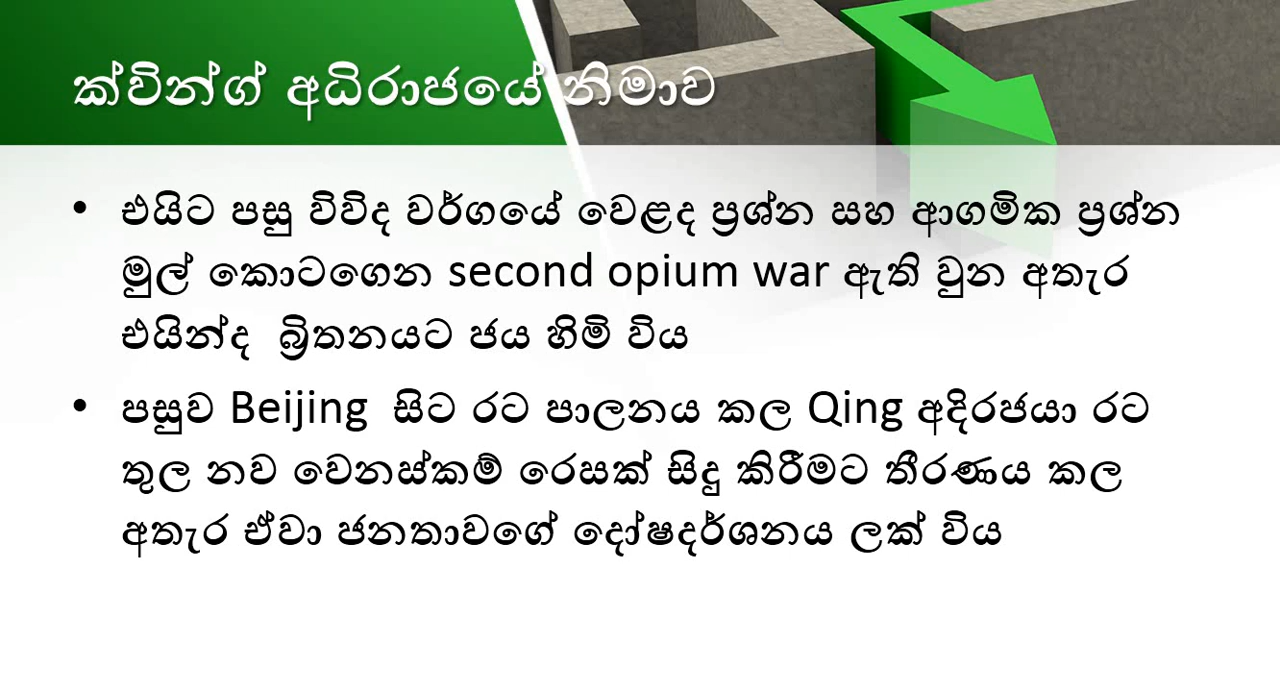 ක්වින්ග් අධිරාජයේ නිමාව
• එයිට පසු විවිද වර්ගයේ වෙළද ප්‍රශ්න සහ ආගමික ප්‍රශ්න
මුල් කොටගෙන second opium war ඇති වුන අතැර
එයින්ද බ්‍රිතනයට ජය හිමි විය
• පසුව Beijing සිට රට පාලනය කල Qing අදිරජයා රට
තුල නව වෙනස්කම් රෙසක් සිදු කිරීමට තීරණය කල
අතැර ඒවා ජනතාවගේ දෝෂදර්ශනය ලක් විය